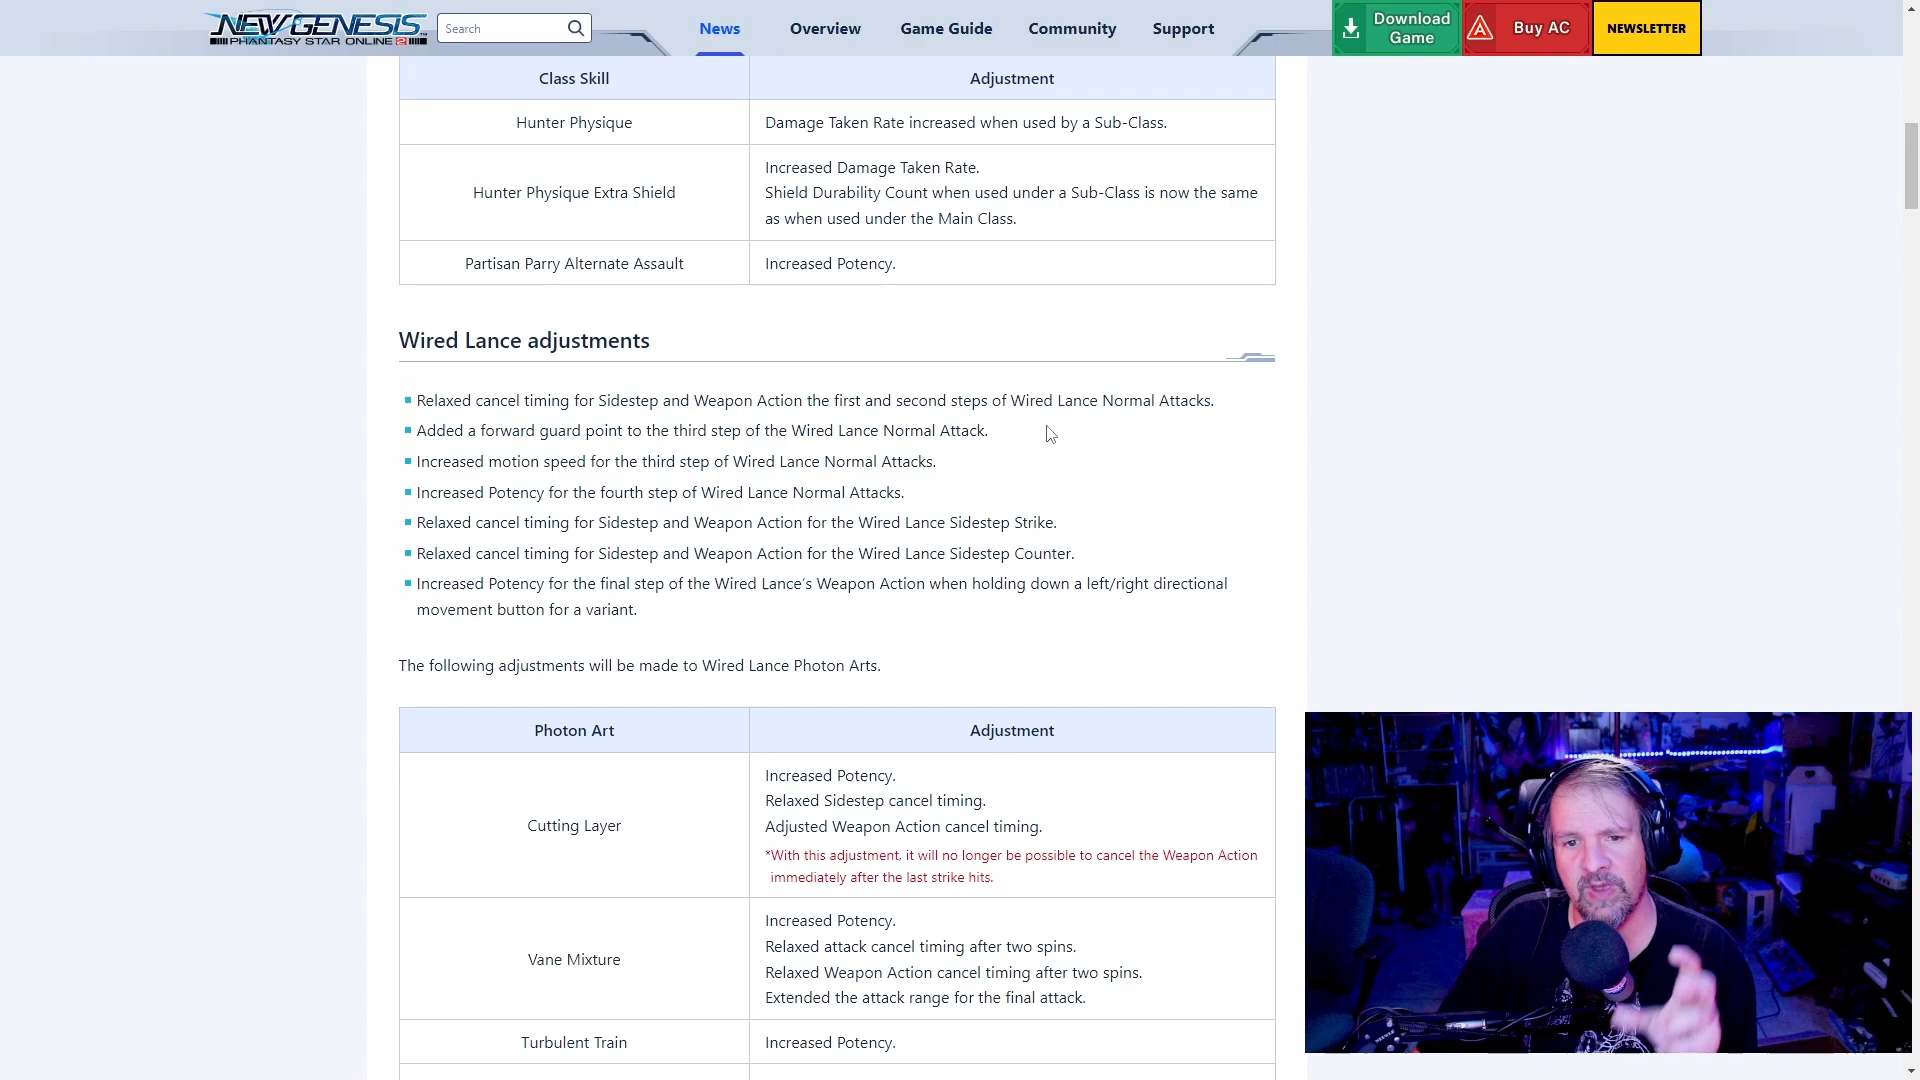 NEW GENESIS
PHANTASY STAR ONLINE 2
Search
News
Overview
Game Guide
Community
Support
Download
Game
Buy AC
NEWSLETTER
Class Skill
Adjustment
Hunter Physique
Damage Taken Rate increased when used by a Sub-Class.
Hunter Physique Extra Shield
Increased Damage Taken Rate.
Shield Durability Count when used under a Sub-Class is now the same
as when used under the Main Class.
Partisan Parry Alternate Assault
Increased Potency.
Wired Lance adjustments
Relaxed cancel timing for Sidestep and Weapon Action the first and second steps of Wired Lance Normal Attacks.
Added a forward guard point to the third step of the Wired Lance Normal Attack.
Increased motion speed for the third step of Wired Lance Normal Attacks.
Increased Potency for the fourth step of Wired Lance Normal Attacks.
Relaxed cancel timing for Sidestep and Weapon Action for the Wired Lance Sidestep Strike.
Relaxed cancel timing for Sidestep and Weapon Action for the Wired Lance Sidestep Counter.
Increased Potency for the final step of the Wired Lance's Weapon Action when holding down a left/right directional
movement button for a variant.
The following adjustments will be made to Wired Lance Photon Arts.
Photon Art
Adjustment
Cutting Layer
Increased Potency.
Relaxed Sidestep cancel timing.
Adjusted Weapon Action cancel timing.
*With this adjustment, it will no longer be possible to cancel the Weapon Action
immediately after the last strike hits.
Vane Mixture
Increased Potency.
Relaxed attack cancel timing after two spins.
Relaxed Weapon Action cancel timing after two spins.
Extended the attack range for the final attack.
Turbulent Train
Increased Potency.